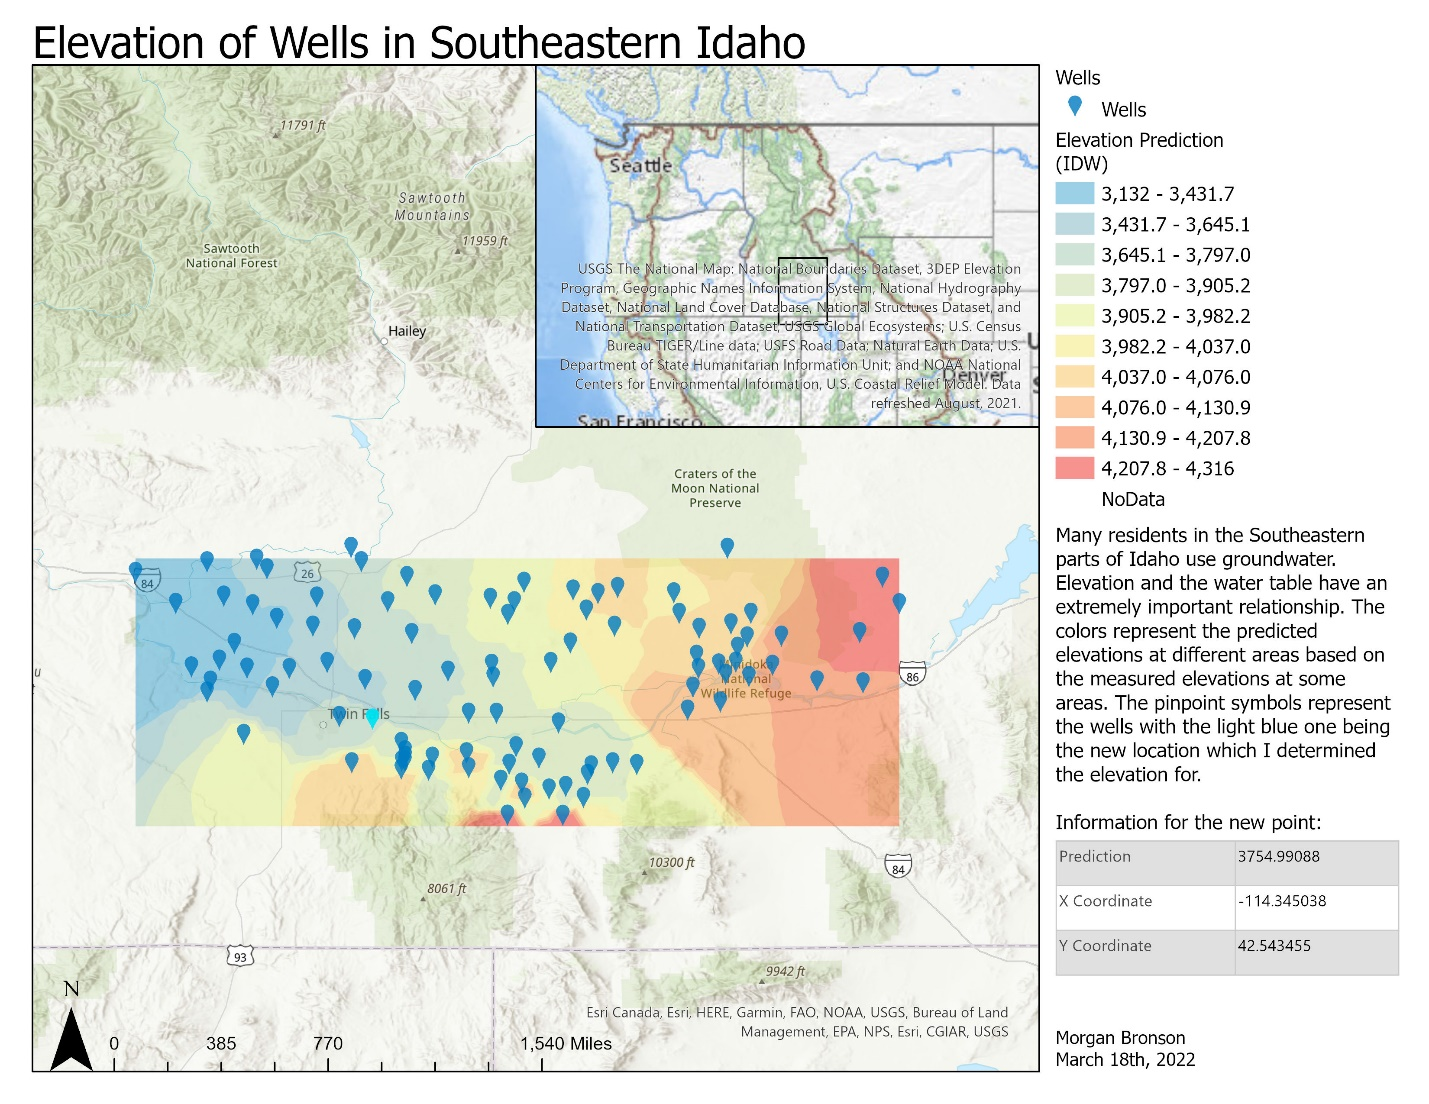 Elevation of Wells in Southeastern Idaho
11791 ft
Sawtooth
Mountains
11959 ft
Sawtooth
National Forest
Hailey
Seattle
USGS The National Map: National Boundaries Dataset, 3DEP Elevation
Program, Geographic Names Information System, National Hydrography
Dataset, National Land Cover Database, National Structures Dataset, and
National Transportation Dataset; USGS Global Ecosystems; U.S. Census
Bureau TIGER/Line data; USFS Road Data; Natural Earth Data; U.S.
Department of State Humanitarian Information Unit; and NOAA National
Centers for Environmental Information, U.S. Coastal Relief Model. Data
refreshed August, 2021.
Denver
San Francisco
Craters of the
Moon National
Preserve
84
26
Minidoka
National
Wildlife Refuge
86
Twin Falls
10300 ft
8061 ft
84
93
9942 ft
N
0 385 770 1,540 Miles
Esri Canada, Esri, HERE, Garmin, FAO, NOAA, USGS, Bureau of Land
Management, EPA, NPS, Esri, CGIAR, USGS
Wells
Wells
Elevation Prediction
(IDW)
3,132 - 3,431.7
3,431.7 - 3,645.1
3,645.1 - 3,797.0
3,797.0 - 3,905.2
3,905.2 - 3,982.2
3,982.2 - 4,037.0
4,037.0 - 4,076.0
4,076.0 - 4,130.9
4,130.9 - 4,207.8
4,207.8 - 4,316
NoData
Many residents in the Southeastern
parts of Idaho use groundwater.
Elevation and the water table have an
extremely important relationship. The
colors represent the predicted
elevations at different areas based on
the measured elevations at some
areas. The pinpoint symbols represent
the wells with the light blue one being
the new location which I determined
the elevation for.
Information for the new point:
Prediction 3754.99088
X Coordinate -114.345038
Y Coordinate 42.543455
Morgan Bronson
March 18th, 2022